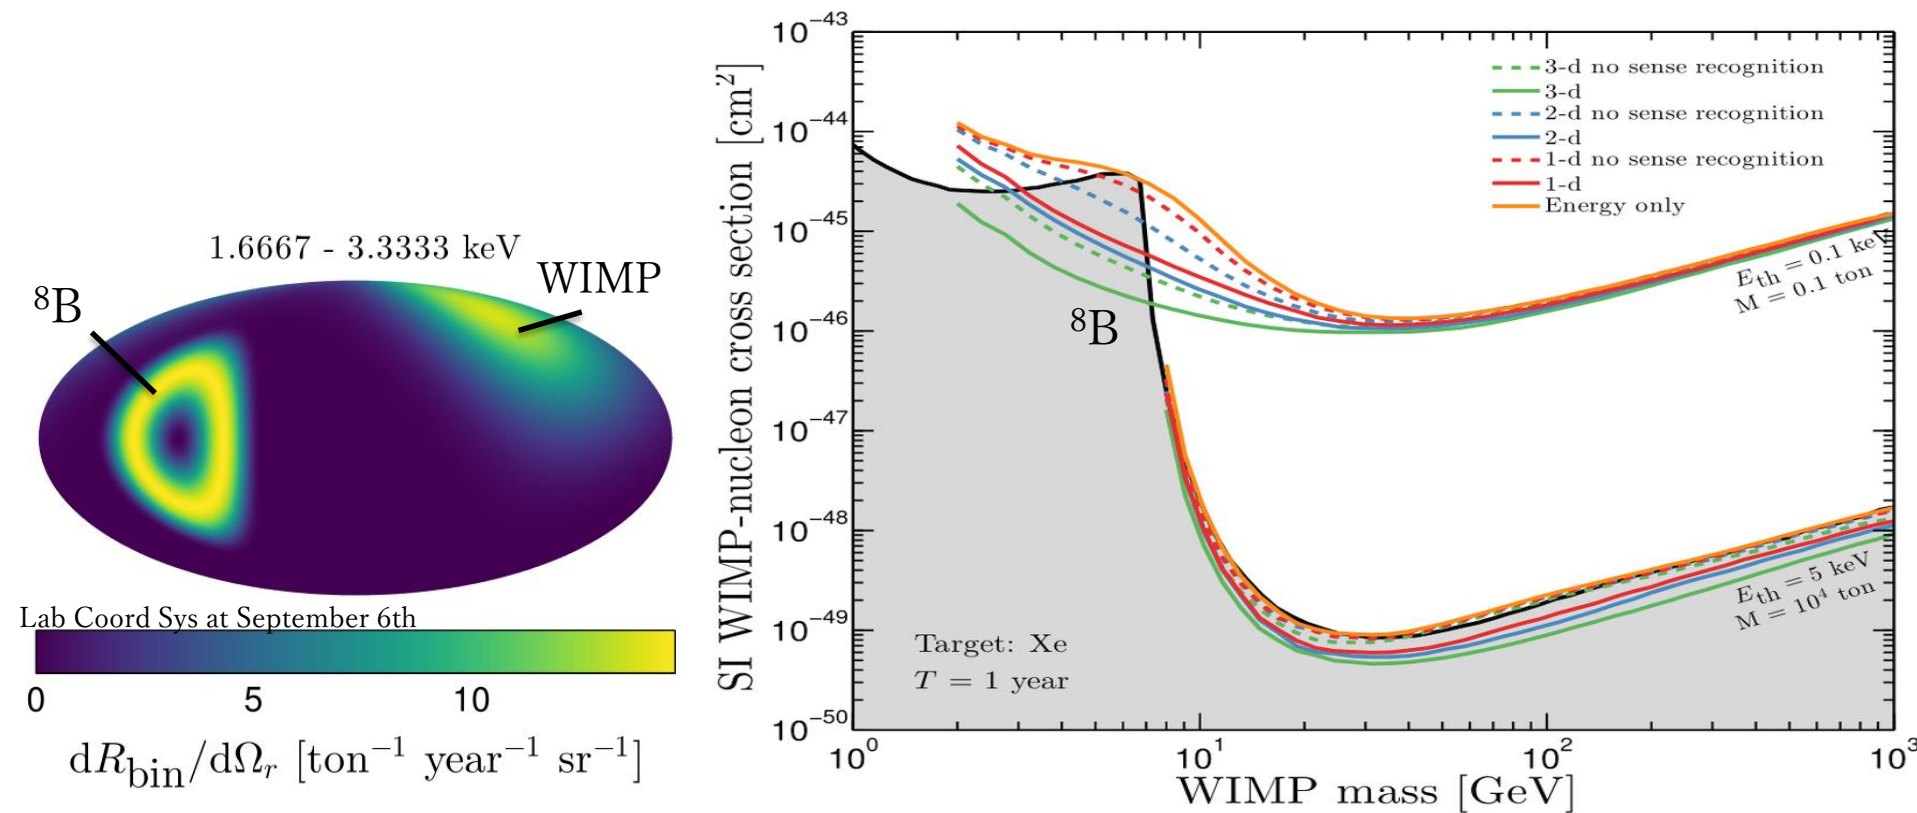 1.6667 - 3.3333 keV
⁸B
WIMP
Lab Coord Sys at September 6th
0 5 10
dR_bin/dΩ_r [ton⁻¹ year⁻¹ sr⁻¹]
SI WIMP-nucleon cross section [cm²]
10⁻⁴³
10⁻⁴⁴
10⁻⁴⁵
10⁻⁴⁶
10⁻⁴⁷
10⁻⁴⁸
10⁻⁴⁹
10⁻⁵⁰
3-d no sense recognition
3-d
2-d no sense recognition
2-d
1-d no sense recognition
1-d
Energy only
E_th = 0.1 keV
M = 0.1 ton
⁸B
E_th = 5 keV
M = 10⁴ ton
Target: Xe
T = 1 year
10⁰ 10¹ 10² 10³
WIMP mass [GeV]